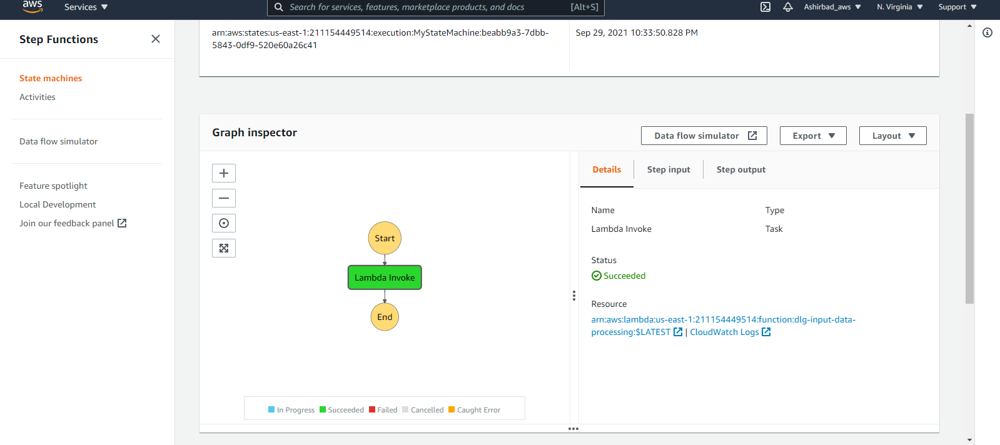 aws
Services
Search for services, features, marketplace products, and docs
[Alt+S]
Ashirbad_aws
N. Virginia
Support
Step Functions
State machines
Activities
Data flow simulator
Feature spotlight
Local Development
Join our feedback panel
arn:aws:states:us-east-1:211154449514:execution:MyStateMachine:beabb9a3-7dbb-
5843-0df9-520e60a26c41
Sep 29, 2021 10:33:50.828 PM
Graph inspector
Data flow simulator
Export
Layout
Start
Lambda Invoke
End
In Progress
Succeeded
Failed
Cancelled
Caught Error
Details
Step input
Step output
Name
Type
Lambda Invoke
Task
Status
Succeeded
Resource
arn:aws:lambda:us-east-1:211154449514:function:dlg-input-data-
processing:$LATEST | CloudWatch Logs